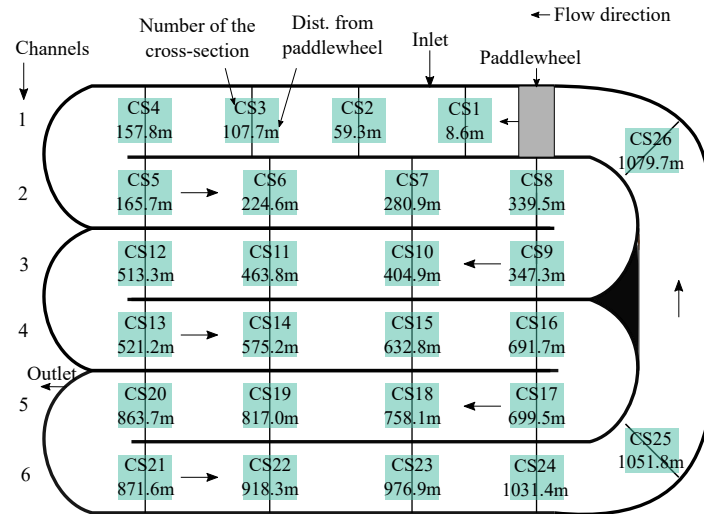 Flow direction
Number of the
cross-section
Dist. from
paddlewheel
Channels
Inlet
Paddlewheel
1
CS4
157.8m
CS3
107.7m
CS2
59.3m
CS1
8.6m
CS26
1079.7m
2
CS5
165.7m
CS6
224.6m
CS7
280.9m
CS8
339.5m
3
CS12
513.3m
CS11
463.8m
CS10
404.9m
CS9
347.3m
4
CS13
521.2m
CS14
575.2m
CS15
632.8m
CS16
691.7m
Outlet
5
CS20
863.7m
CS19
817.0m
CS18
758.1m
CS17
699.5m
CS25
1051.8m
6
CS21
871.6m
CS22
918.3m
CS23
976.9m
CS24
1031.4m